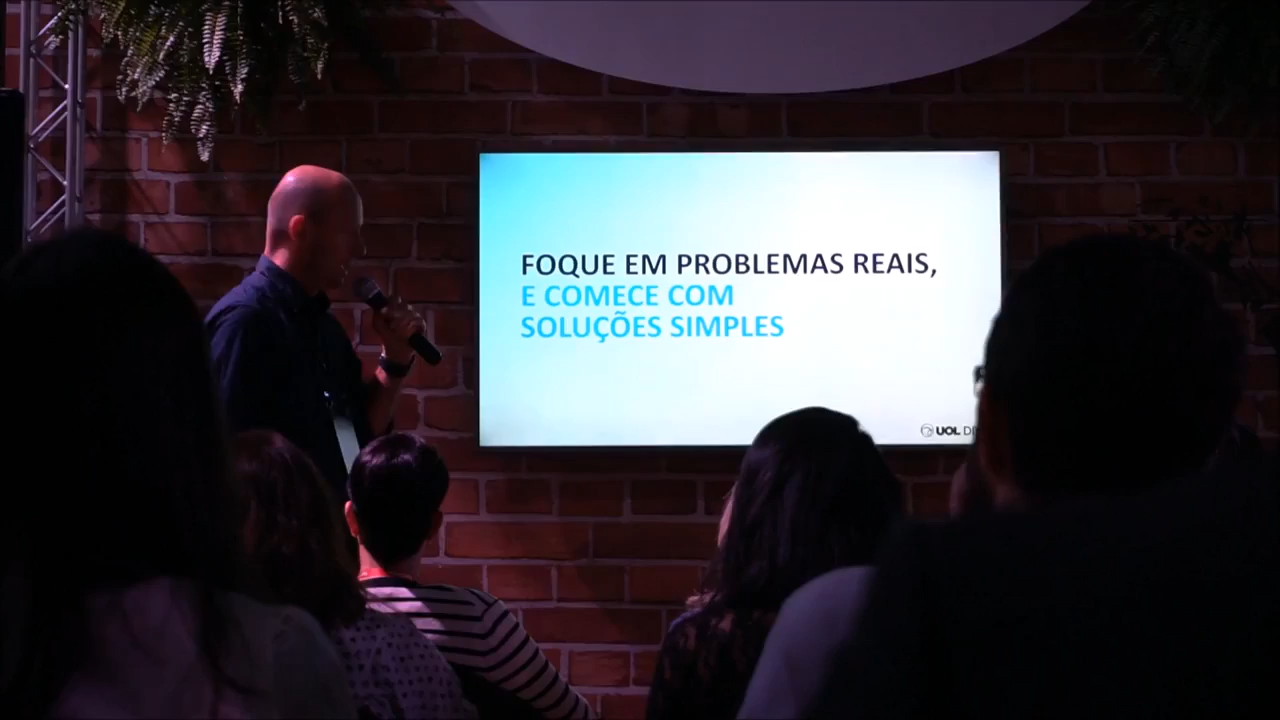 FOQUE EM PROBLEMAS REAIS,
E COMECE COM
SOLUÇÕES SIMPLES
UOL